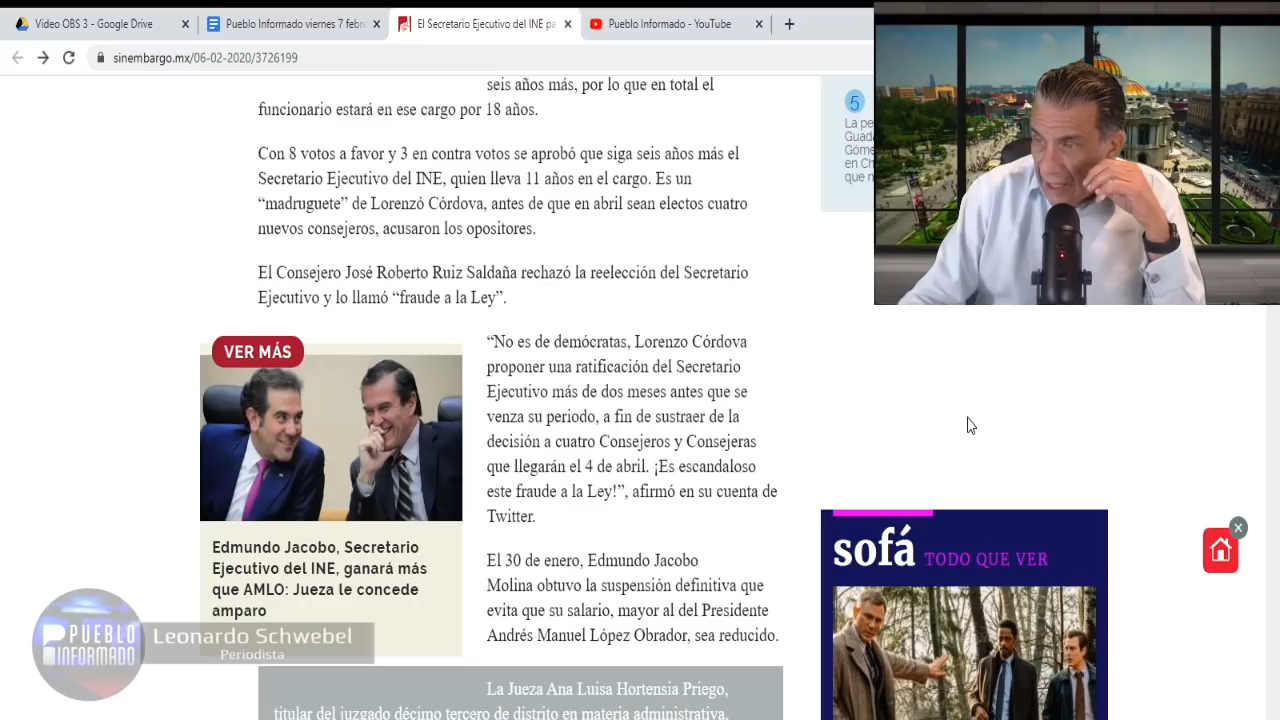 Video OBS 3 - Google Drive
Pueblo Informado viernes 7 febr
El Secretario Ejecutivo del INE pa
Pueblo Informado - YouTube
sinembargo.mx/06-02-2020/3726199
seis años más, por lo que en total el
funcionario estará en ese cargo por 18 años.
Con 8 votos a favor y 3 en contra votos se aprobó que siga seis años más el
Secretario Ejecutivo del INE, quien lleva 11 años en el cargo. Es un
“madruguete” de Lorenzó Córdova, antes de que en abril sean electos cuatro
nuevos consejeros, acusaron los opositores.
El Consejero José Roberto Ruiz Saldaña rechazó la reelección del Secretario
Ejecutivo y lo llamó “fraude a la Ley”.
VER MÁS
Edmundo Jacobo, Secretario
Ejecutivo del INE, ganará más
que AMLO: Jueza le concede
amparo
“No es de demócratas, Lorenzo Córdova
proponer una ratificación del Secretario
Ejecutivo más de dos meses antes que se
venza su periodo, a fin de sustraer de la
decisión a cuatro Consejeros y Consejeras
que llegarán el 4 de abril. ¡Es escandaloso
este fraude a la Ley!”, afirmó en su cuenta de
Twitter.
El 30 de enero, Edmundo Jacobo
Molina obtuvo la suspensión definitiva que
evita que su salario, mayor al del Presidente
Andrés Manuel López Obrador, sea reducido.
La Jueza Ana Luisa Hortensia Priego,
titular del juzgado décimo tercero de distrito en materia administrativa,
5
La pe
Guada
Góme
en Ch
que n
sofá TODO QUE VER
PUEBLO
INFORMADO
Leonardo Schwebel
Periodista